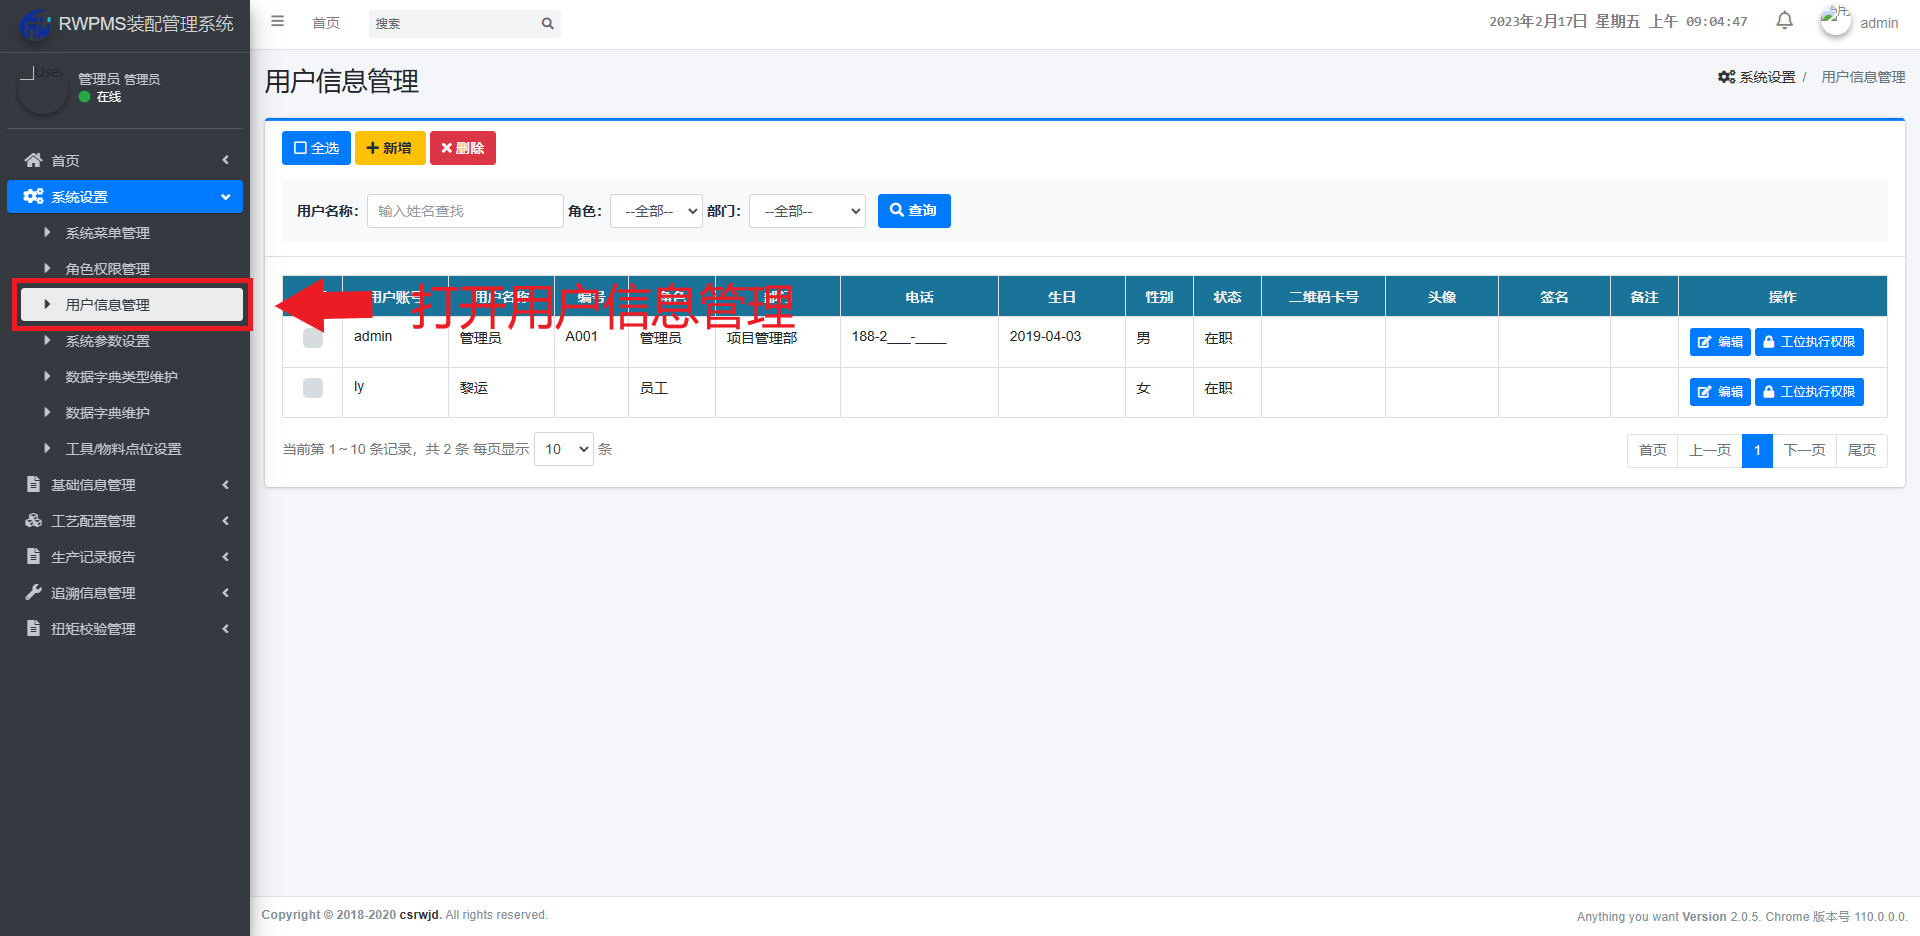 RWPMS装配管理系统
首页
搜索
2023年2月17日 星期五 上午 09:04:47
admin
User
管理员 管理员
在线
首页
系统设置
系统菜单管理
角色权限管理
用户信息管理
系统参数设置
数据字典类型维护
数据字典维护
工具/物料点位设置
基础信息管理
工艺配置管理
生产记录报告
追溯信息管理
扭矩校验管理
用户信息管理
系统设置 / 用户信息管理
全选 新增 删除
用户名称: 输入姓名查找 角色: --全部-- 部门: --全部-- 查询
用户账号 用户名称 编号 角色 部门 电话 生日 性别 状态 二维码卡号 头像 签名 备注 操作
打开用户信息管理
admin 管理员 A001 管理员 项目管理部 188-2___-____ 2019-04-03 男 在职 编辑 工位执行权限
ly 黎运 员工 女 在职 编辑 工位执行权限
当前第 1～10 条记录，共 2 条 每页显示 10 条
首页 上一页 1 下一页 尾页
Copyright © 2018-2020 csrwjd. All rights reserved.
Anything you want Version 2.0.5. Chrome 版本号 110.0.0.0.